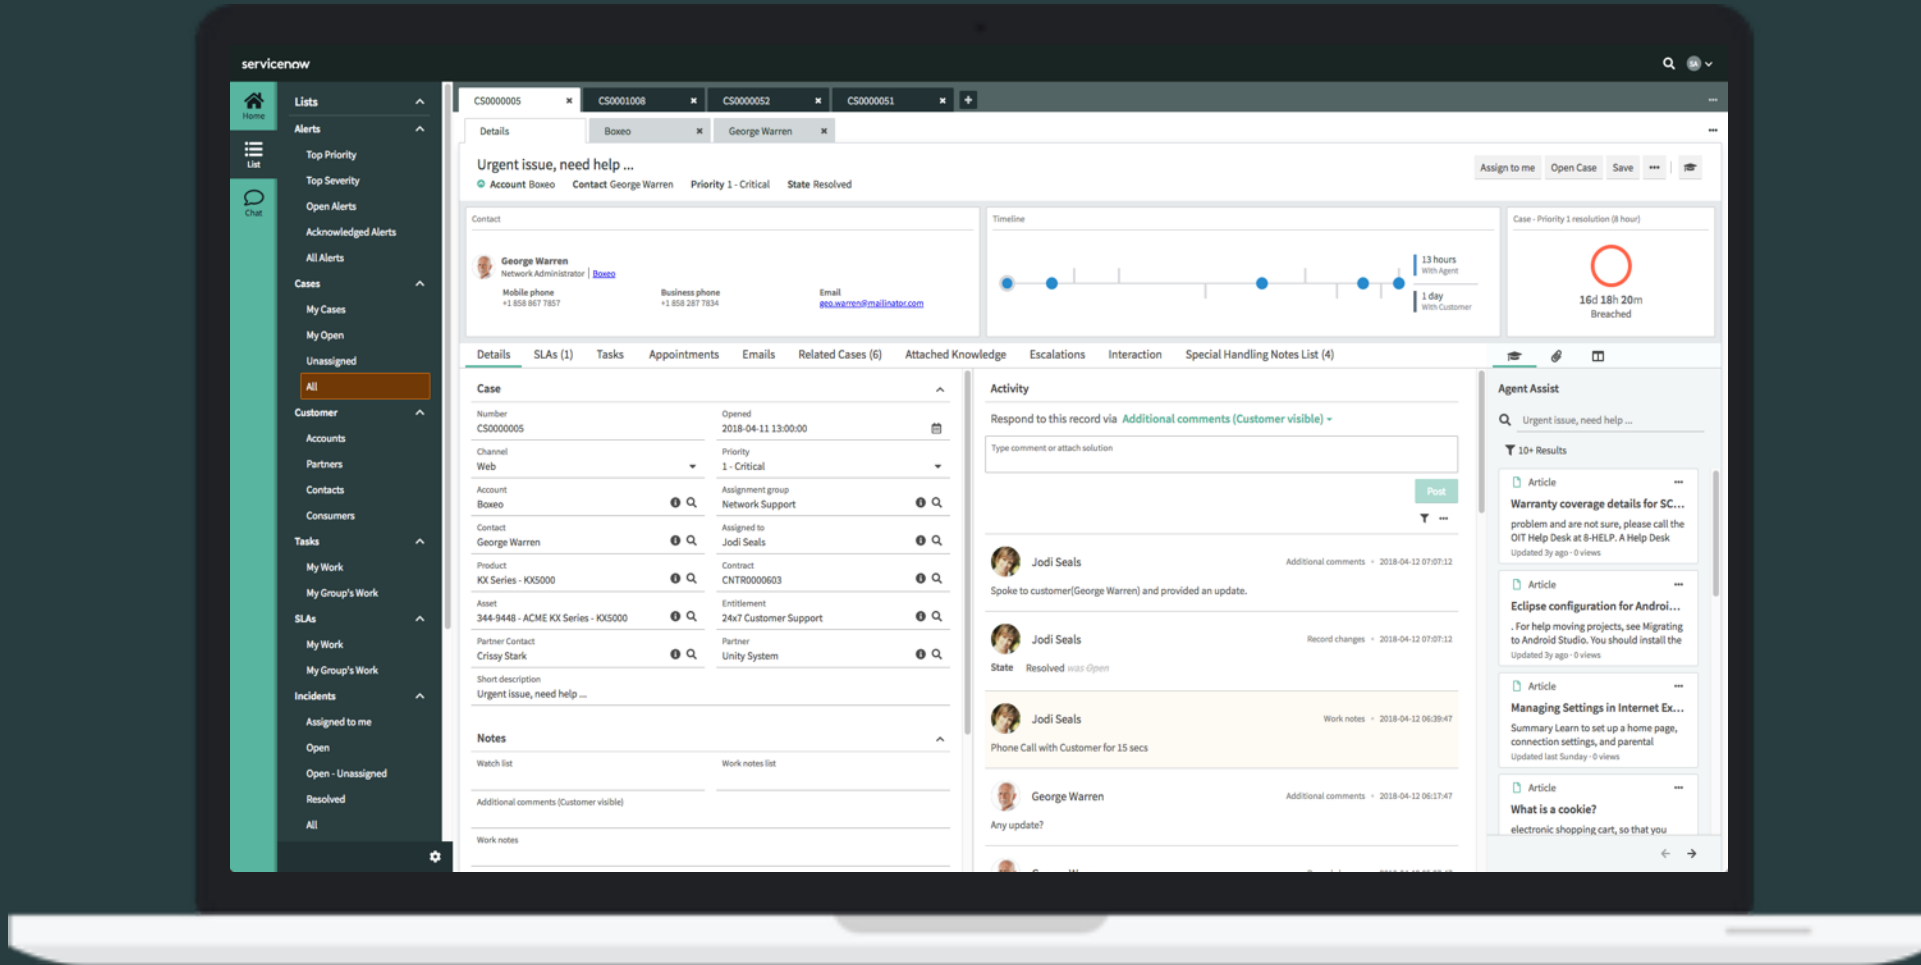 servicenow
SA
Home
List
Chat
Lists
Alerts
Top Priority
Top Severity
Open Alerts
Acknowledged Alerts
All Alerts
Cases
My Cases
My Open
Unassigned
All
Customer
Accounts
Partners
Contacts
Consumers
Tasks
My Work
My Group's Work
SLAs
My Work
My Group's Work
Incidents
Assigned to me
Open
Open - Unassigned
Resolved
All
CS0000005 CS0001008 CS0000052 CS0000051
Details Boxeo George Warren
Urgent issue, need help ...
Account Boxeo Contact George Warren Priority 1 - Critical State Resolved
Assign to me Open Case Save
Contact
George Warren
Network Administrator | Boxeo
Mobile phone Business phone Email
+1 858 867 7857 +1 858 287 7834 geo.warren@mailinator.com
Timeline
13 hours
With Agent
1 day
With Customer
Case - Priority 1 resolution (8 hour)
16d 18h 20m
Breached
Details SLAs (1) Tasks Appointments Emails Related Cases (6) Attached Knowledge Escalations Interaction Special Handling Notes List (4)
Case
Number Opened
CS0000005 2018-04-11 13:00:00
Channel Priority
Web 1 - Critical
Account Assignment group
Boxeo Network Support
Contact Assigned to
George Warren Jodi Seals
Product Contract
KX Series - KX5000 CNTR0000603
Asset Entitlement
344-9448 - ACME KX Series - KX5000 24x7 Customer Support
Partner Contact Partner
Crissy Stark Unity System
Short description
Urgent issue, need help ...
Notes
Watch list Work notes list
Additional comments (Customer visible)
Work notes
Activity
Respond to this record via Additional comments (Customer visible)
Type comment or attach solution
Post
Jodi Seals Additional comments • 2018-04-12 07:07:12
Spoke to customer(George Warren) and provided an update.
Jodi Seals Record changes • 2018-04-12 07:07:12
State Resolved was Open
Jodi Seals Work notes • 2018-04-12 06:39:47
Phone Call with Customer for 15 secs
George Warren Additional comments • 2018-04-12 06:17:47
Any update?
Agent Assist
Urgent issue, need help ...
10+ Results
Article
Warranty coverage details for SC...
problem and are not sure, please call the
OIT Help Desk at 8-HELP. A Help Desk
Updated 3y ago - 0 views
Article
Eclipse configuration for Androi...
. For help moving projects, see Migrating
to Android Studio. You should install the
Updated 3y ago - 0 views
Article
Managing Settings in Internet Ex...
Summary Learn to set up a home page,
connection settings, and parental
Updated last Sunday - 0 views
Article
What is a cookie?
electronic shopping cart, so that you